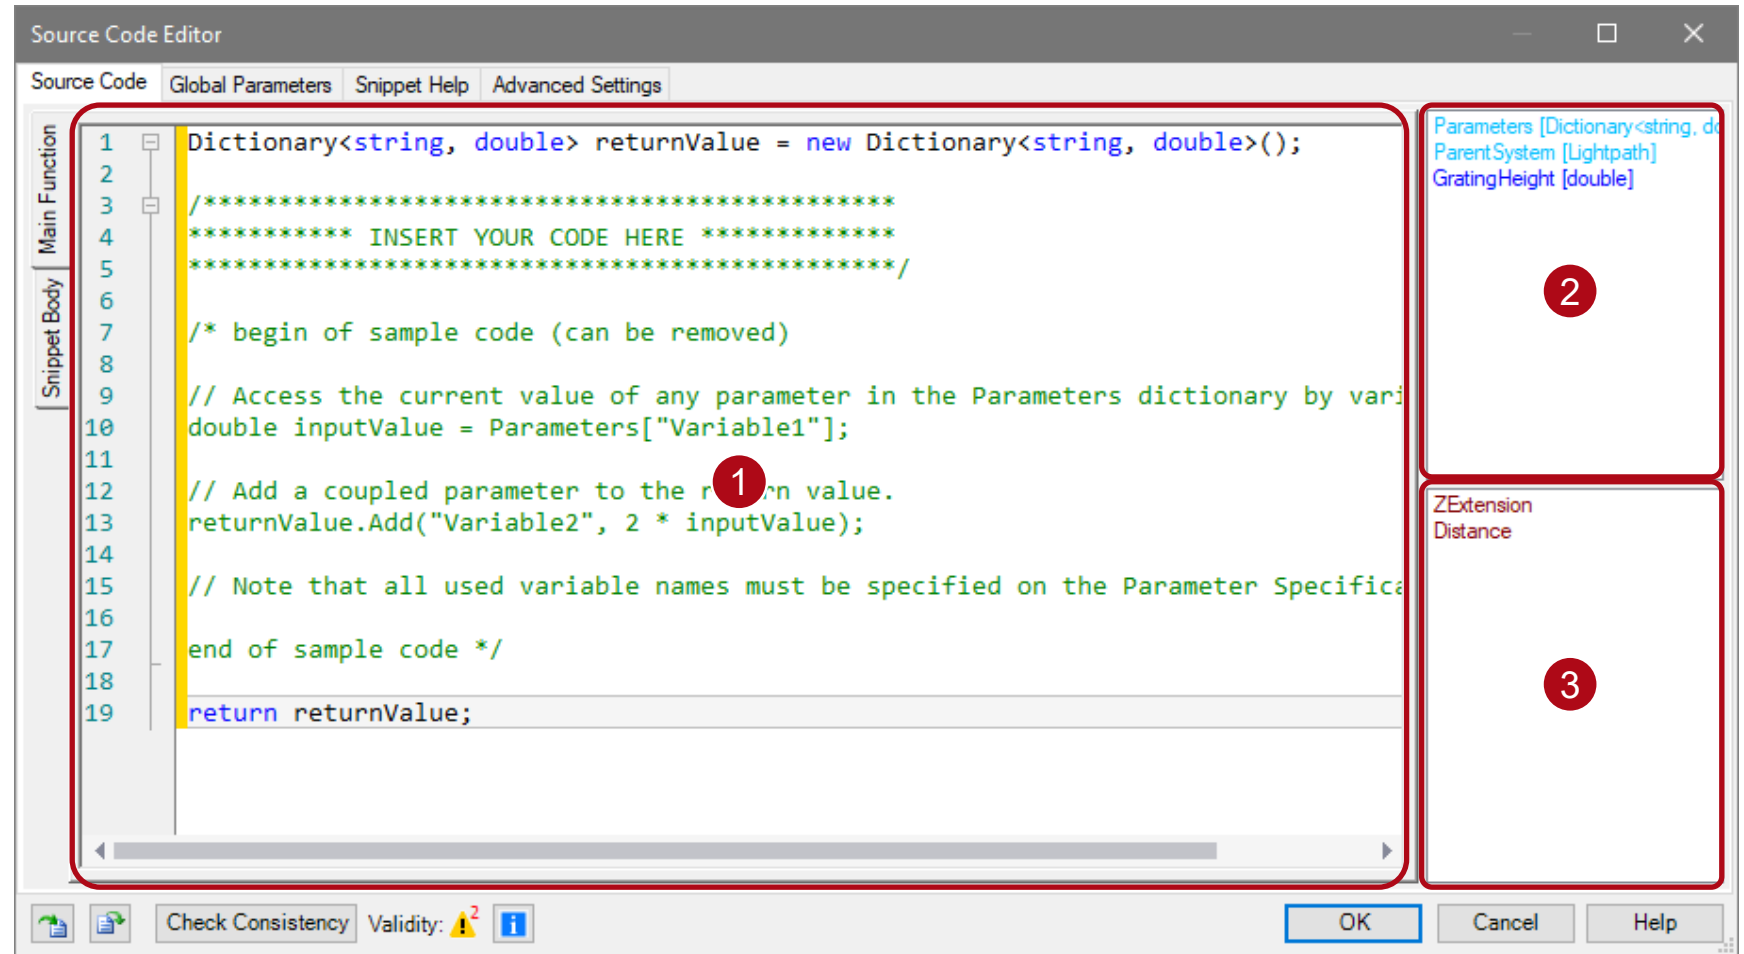 Source Code Editor
Source Code Global Parameters Snippet Help Advanced Settings
Main Function
Snippet Body
1 Dictionary<string, double> returnValue = new Dictionary<string, double>();
2
3 /**********************************************
4 *********** INSERT YOUR CODE HERE *************
5 ***********************************************/
6
7 /* begin of sample code (can be removed)
8
9 // Access the current value of any parameter in the Parameters dictionary by vari
10 double inputValue = Parameters["Variable1"];
11
12 // Add a coupled parameter to the r rn value.
13 returnValue.Add("Variable2", 2 * inputValue);
14
15 // Note that all used variable names must be specified on the Parameter Specifica
16
17 end of sample code */
18
19 return returnValue;
1
Parameters [Dictionary<string, do
ParentSystem [Lightpath]
GratingHeight [double]
2
ZExtension
Distance
3
Check Consistency Validity: 2
OK Cancel Help